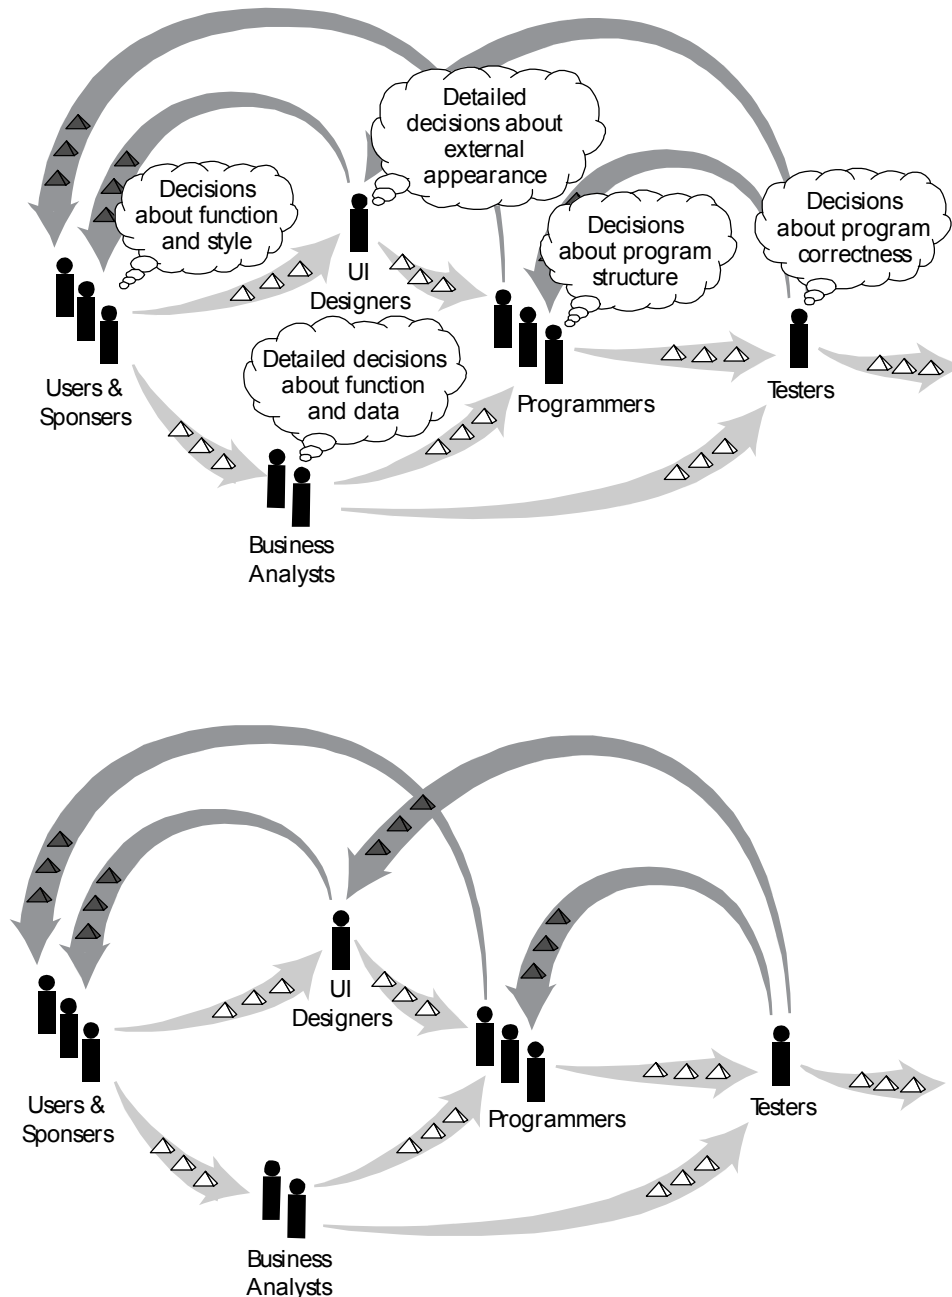 Detailed
decisions about
external
appearance
Decisions
about function
and style
Decisions
about program
structure
Decisions
about program
correctness
UI
Designers
Detailed decisions
about function
and data
Users &
Sponsers
Programmers
Testers
Business
Analysts
UI
Designers
Users &
Sponsers
Programmers
Testers
Business
Analysts